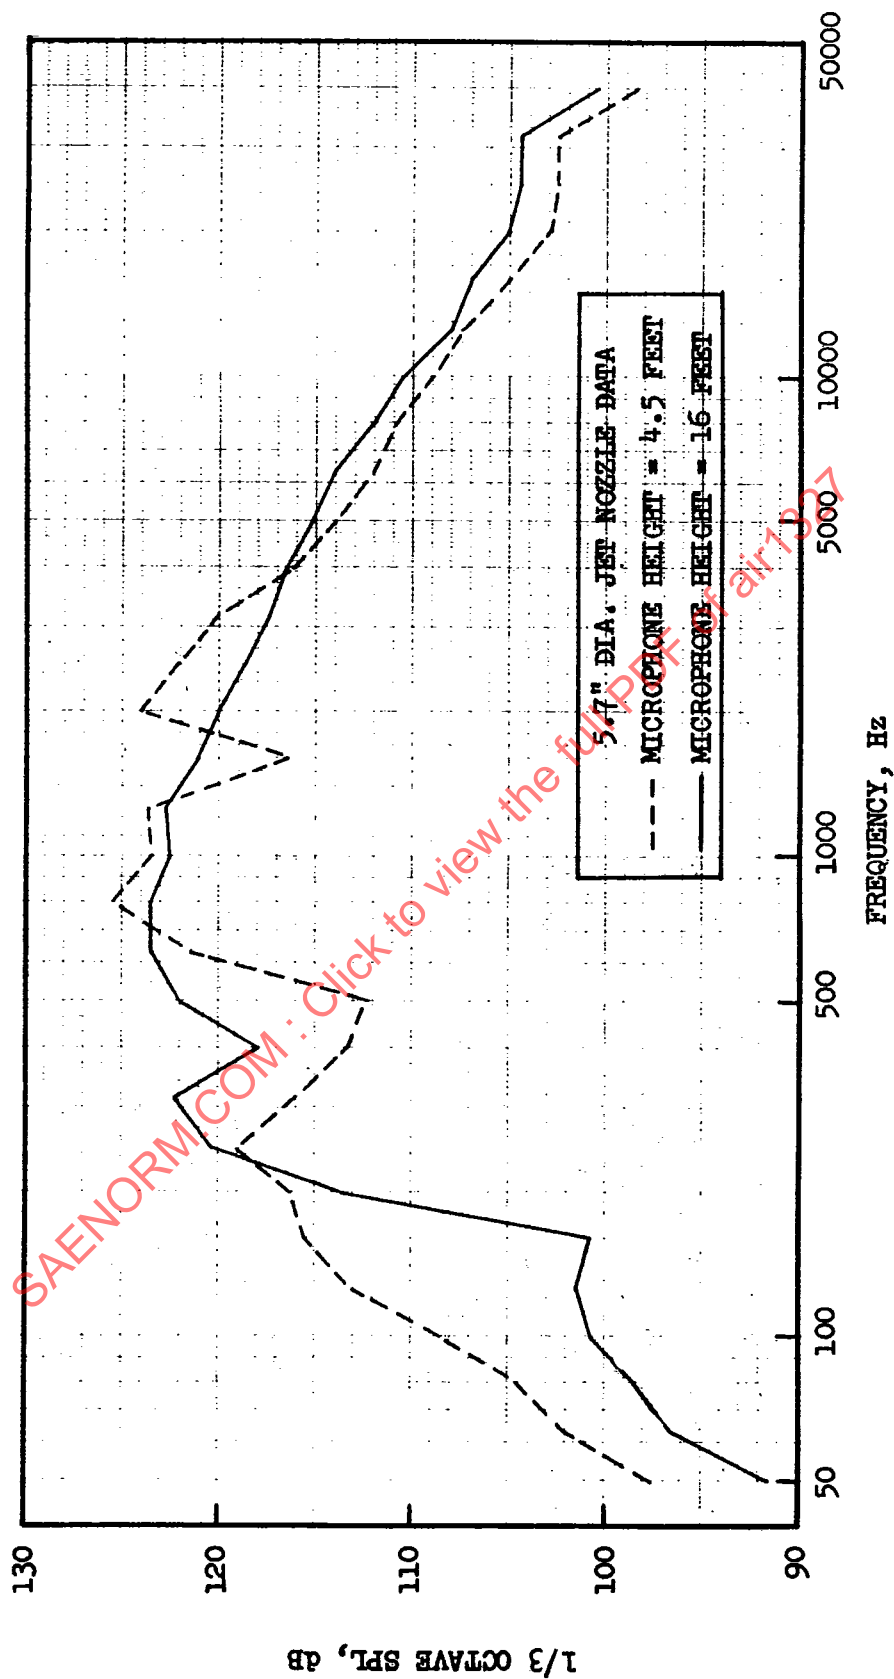 1/3 OCTAVE SPL, dB
130
120
110
100
90
50
100
500
1000
5000
10000
50000
FREQUENCY, Hz
5.7" DIA. JET NOZZLE DATA
MICROPHONE HEIGHT = 4.5 FEET
MICROPHONE HEIGHT = 16 FEET
SAENORM.COM : Click to view the full PDF of air1327